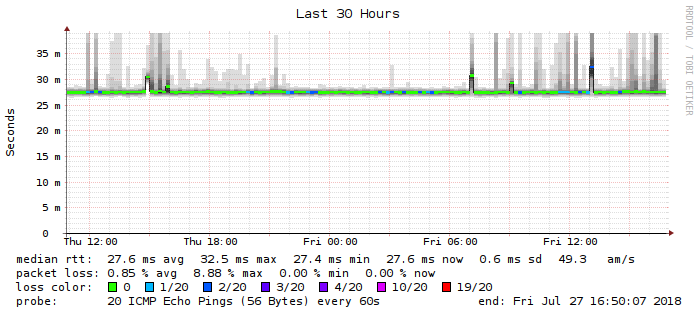 Last 30 Hours
RRDTOOL / TOBI OETIKER
Seconds
35 m
30 m
25 m
20 m
15 m
10 m
5 m
0
Thu 12:00 Thu 18:00 Fri 00:00 Fri 06:00 Fri 12:00
median rtt: 27.6 ms avg 32.5 ms max 27.4 ms min 27.6 ms now 0.6 ms sd 49.3 am/s
packet loss: 0.85 % avg 8.88 % max 0.00 % min 0.00 % now
loss color: 0 1/20 2/20 3/20 4/20 10/20 19/20
probe: 20 ICMP Echo Pings (56 Bytes) every 60s end: Fri Jul 27 16:50:07 2018